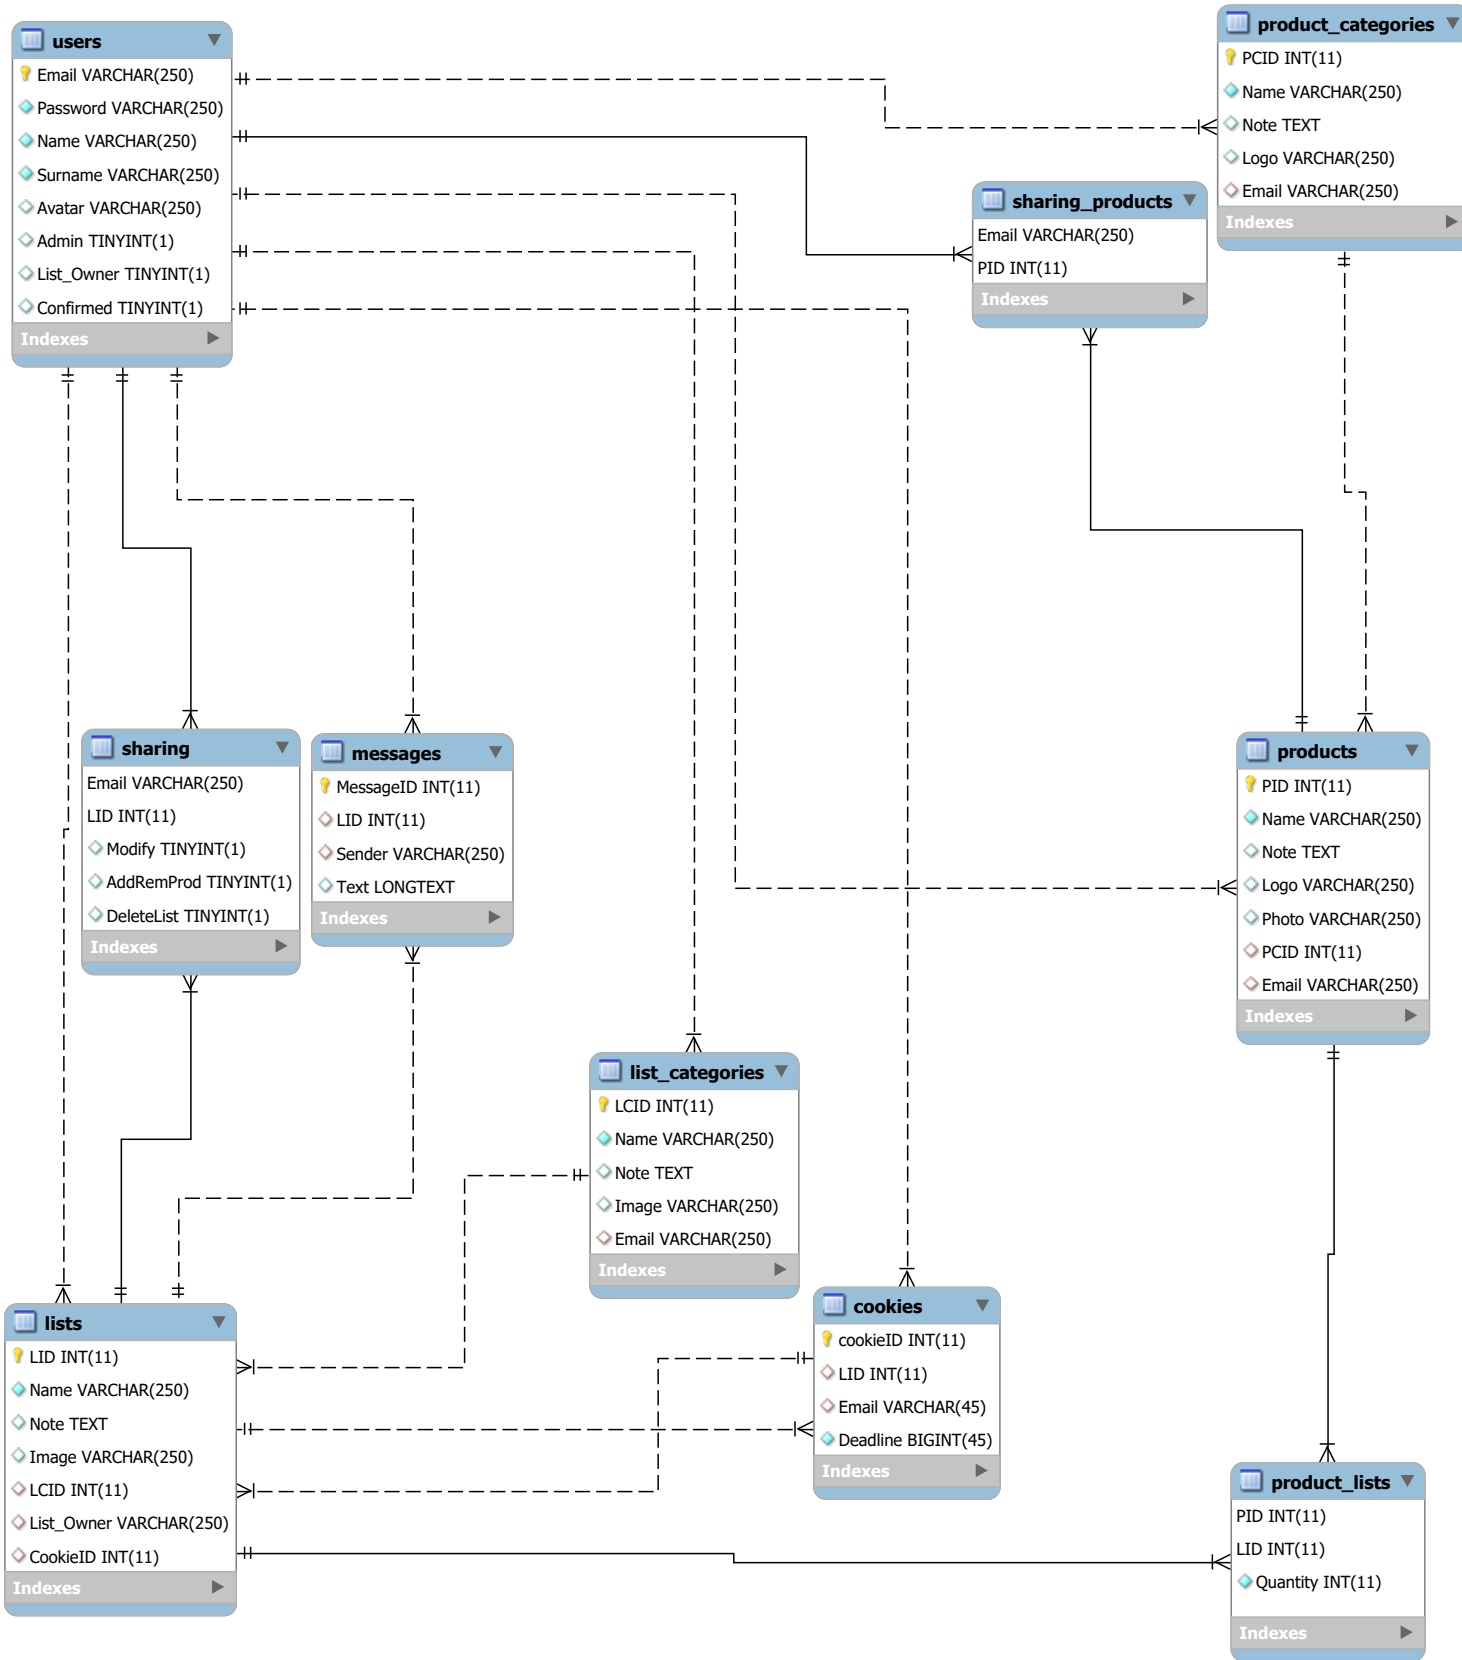 users
Email VARCHAR(250)
Password VARCHAR(250)
Name VARCHAR(250)
Surname VARCHAR(250)
Avatar VARCHAR(250)
Admin TINYINT(1)
List_Owner TINYINT(1)
Confirmed TINYINT(1)
Indexes
product_categories
PCID INT(11)
Name VARCHAR(250)
Note TEXT
Logo VARCHAR(250)
Email VARCHAR(250)
Indexes
sharing_products
Email VARCHAR(250)
PID INT(11)
Indexes
sharing
Email VARCHAR(250)
LID INT(11)
Modify TINYINT(1)
AddRemProd TINYINT(1)
DeleteList TINYINT(1)
Indexes
messages
MessageID INT(11)
LID INT(11)
Sender VARCHAR(250)
Text LONGTEXT
Indexes
products
PID INT(11)
Name VARCHAR(250)
Note TEXT
Logo VARCHAR(250)
Photo VARCHAR(250)
PCID INT(11)
Email VARCHAR(250)
Indexes
list_categories
LCID INT(11)
Name VARCHAR(250)
Note TEXT
Image VARCHAR(250)
Email VARCHAR(250)
Indexes
lists
LID INT(11)
Name VARCHAR(250)
Note TEXT
Image VARCHAR(250)
LCID INT(11)
List_Owner VARCHAR(250)
CookieID INT(11)
Indexes
cookies
cookieID INT(11)
LID INT(11)
Email VARCHAR(45)
Deadline BIGINT(45)
Indexes
product_lists
PID INT(11)
LID INT(11)
Quantity INT(11)
Indexes